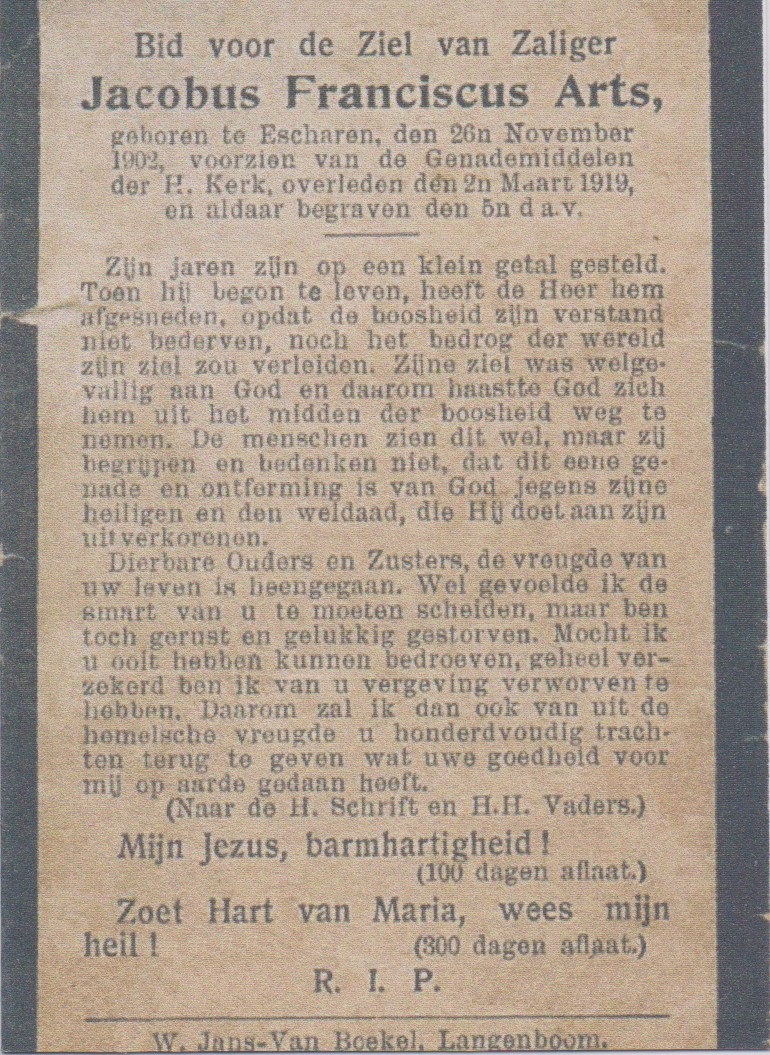 Bid voor de Ziel van Zaliger
Jacobus Franciscus Arts,
geboren te Escharen, den 26n November
1902, voorzien van de Genademiddelen
der H. Kerk, overleden den 2n Maart 1919,
en aldaar begraven den 5n d a.v.
Zijn jaren zijn op een klein getal gesteld.
Toen hij begon te leven, heeft de Heer hem
afgesneden, opdat de boosheid zijn verstand
niet bederven, noch het bedrog der wereld
zijn ziel zou verleiden. Zijne ziel was welge-
vallig aan God en daarom haastte God zich
hem uit het midden der boosheid weg te
nemen. De menschen zien dit wel, maar zij
begrijpen en bedenken niet, dat dit eene ge-
nade en ontferming is van God jegens zijne
heiligen en den weldaad, die Hij doet aan zijn
uitverkorenen.
Dierbare Ouders en Zusters, de vreugde van
uw leven is heengegaan. Wel gevoelde ik de
smart van u te moeten scheiden, maar ben
toch gerust en gelukkig gestorven. Mocht ik
u ooit hebben kunnen bedroeven, geheel ver-
zekerd ben ik van u vergeving verworven te
hebben. Daarom zal ik dan ook van uit de
hemelsche vreugde u honderdvoudig trach-
ten terug te geven wat uwe goedheid voor
mij op aarde gedaan heeft.
(Naar de H. Schrift en H.H. Vaders.)
Mijn Jezus, barmhartigheid !
(100 dagen aflaat.)
Zoet Hart van Maria, wees mijn
heil ! (300 dagen aflaat.)
R. I. P.
W. Jans-Van Boekel, Langenboom.